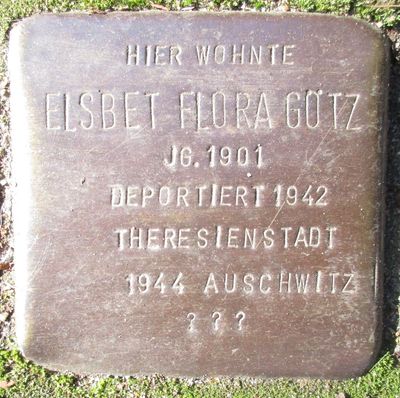 HIER WOHNTE
ELSBET FLORA GÖTZ
JG. 1901
DEPORTIERT 1942
THERESIENSTADT
1944 AUSCHWITZ
? ? ?